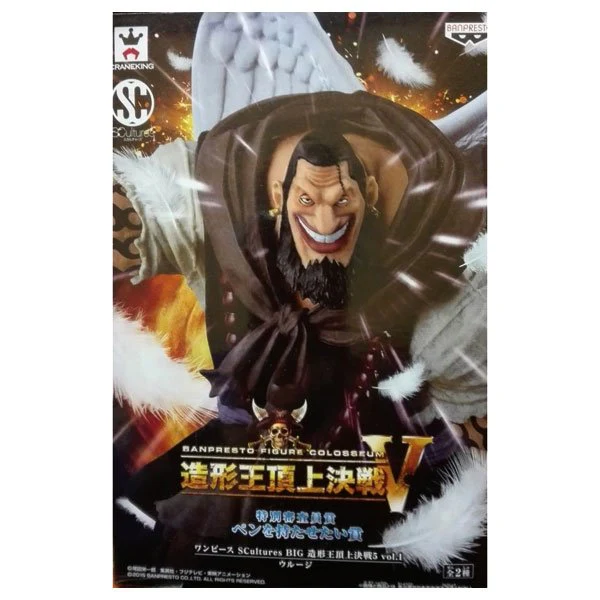 CRANEKING
BANPRESTO
SC
SCultures
BANPRESTO FIGURE COLOSSEUM
造形王頂上決戦V
特別審査員賞
ペンを持たせたい賞
ワンピース SCultures BIG 造形王頂上決戦5 vol.1
ウルージ
©尾田栄一郎/集英社・フジテレビ・東映アニメーション
©2015 BANPRESTO CO.,LTD. ALL RIGHTS RESERVED.
全2種